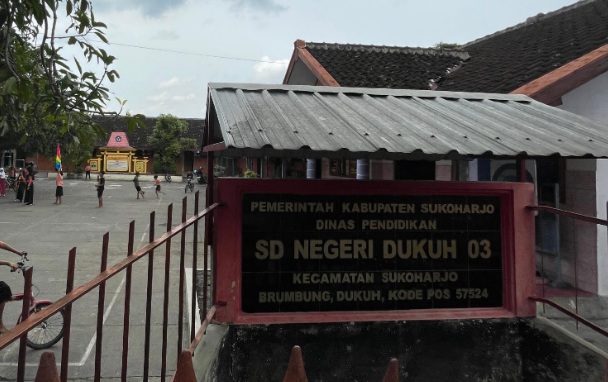 PEMERINTAH KABUPATEN SUKOHARJO
DINAS PENDIDIKAN
SD NEGERI DUKUH 03
KECAMATAN SUKOHARJO
BRUMBUNG, DUKUH, KODE POS 57524